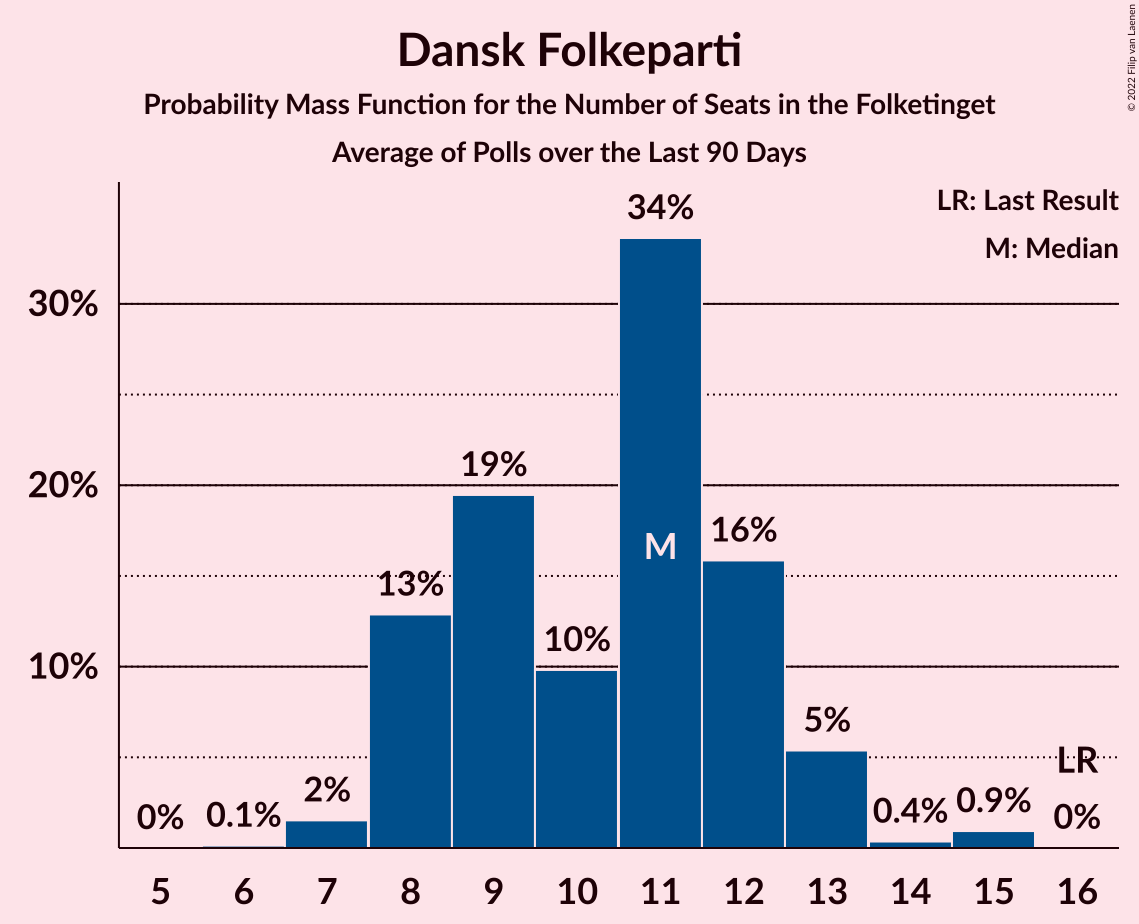 Dansk Folkeparti
Probability Mass Function for the Number of Seats in the Folketinget
Average of Polls over the Last 90 Days
© 2022 Filip van Laenen
LR: Last Result
M: Median
34%
30%
20%
19%
M
16%
13%
10%
10%
5%
LR
2%
0%
0.1%
0.4%
0.9%
0%
5 6 7 8 9 10 11 12 13 14 15 16